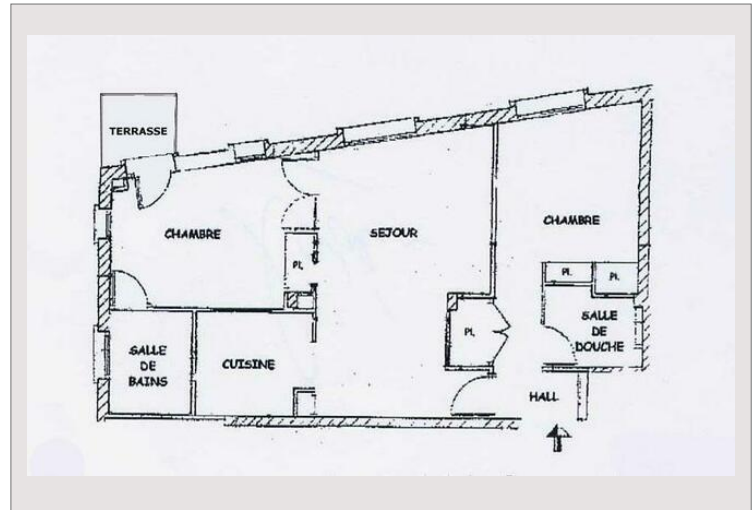 TERRASSE
CHAMBRE
SEJOUR
CHAMBRE
PL.
PL.
PL.
SALLE
DE
DOUCHE
PL.
SALLE
DE
BAINS
CUISINE
HALL